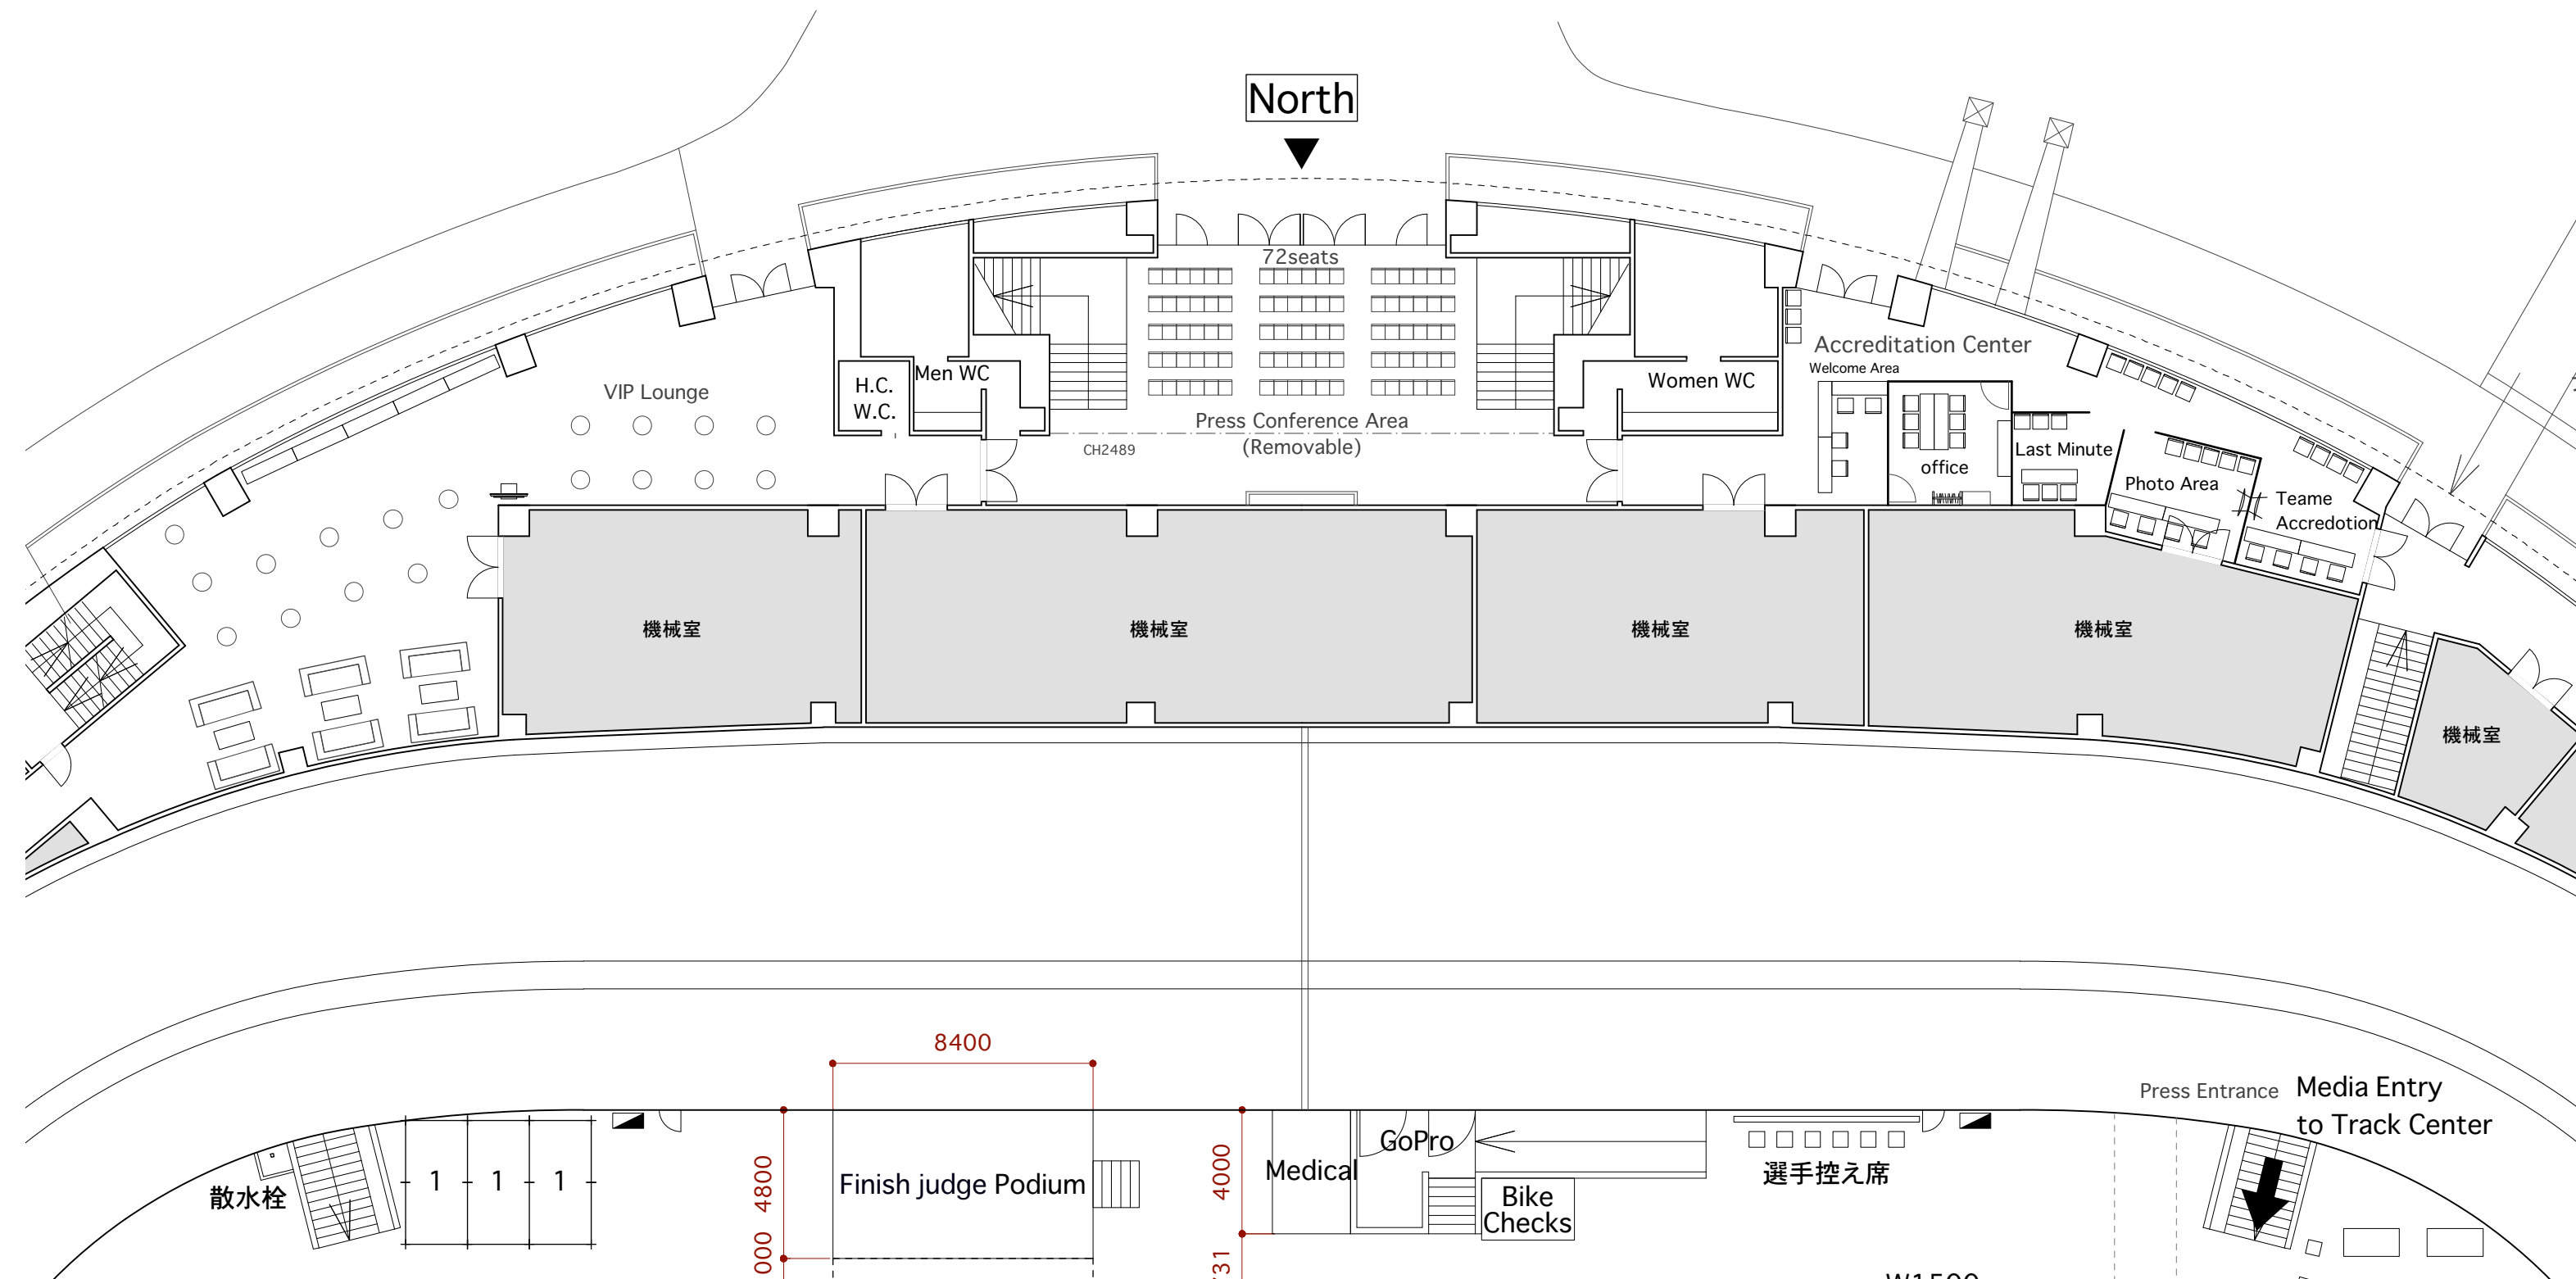 North
72seats
VIP Lounge
H.C.
W.C.
Men WC
Press Conference Area
(Removable)
CH2489
Women WC
Accreditation Center
Welcome Area
office
Last Minute
Photo Area
Teame
Accredotion
機械室
機械室
機械室
機械室
機械室
8400
48000
4800
4000
Press Entrance
Media Entry
to Track Center
散水栓
1
1
1
Finish judge Podium
Medical
GoPro
Bike
Checks
選手控え席